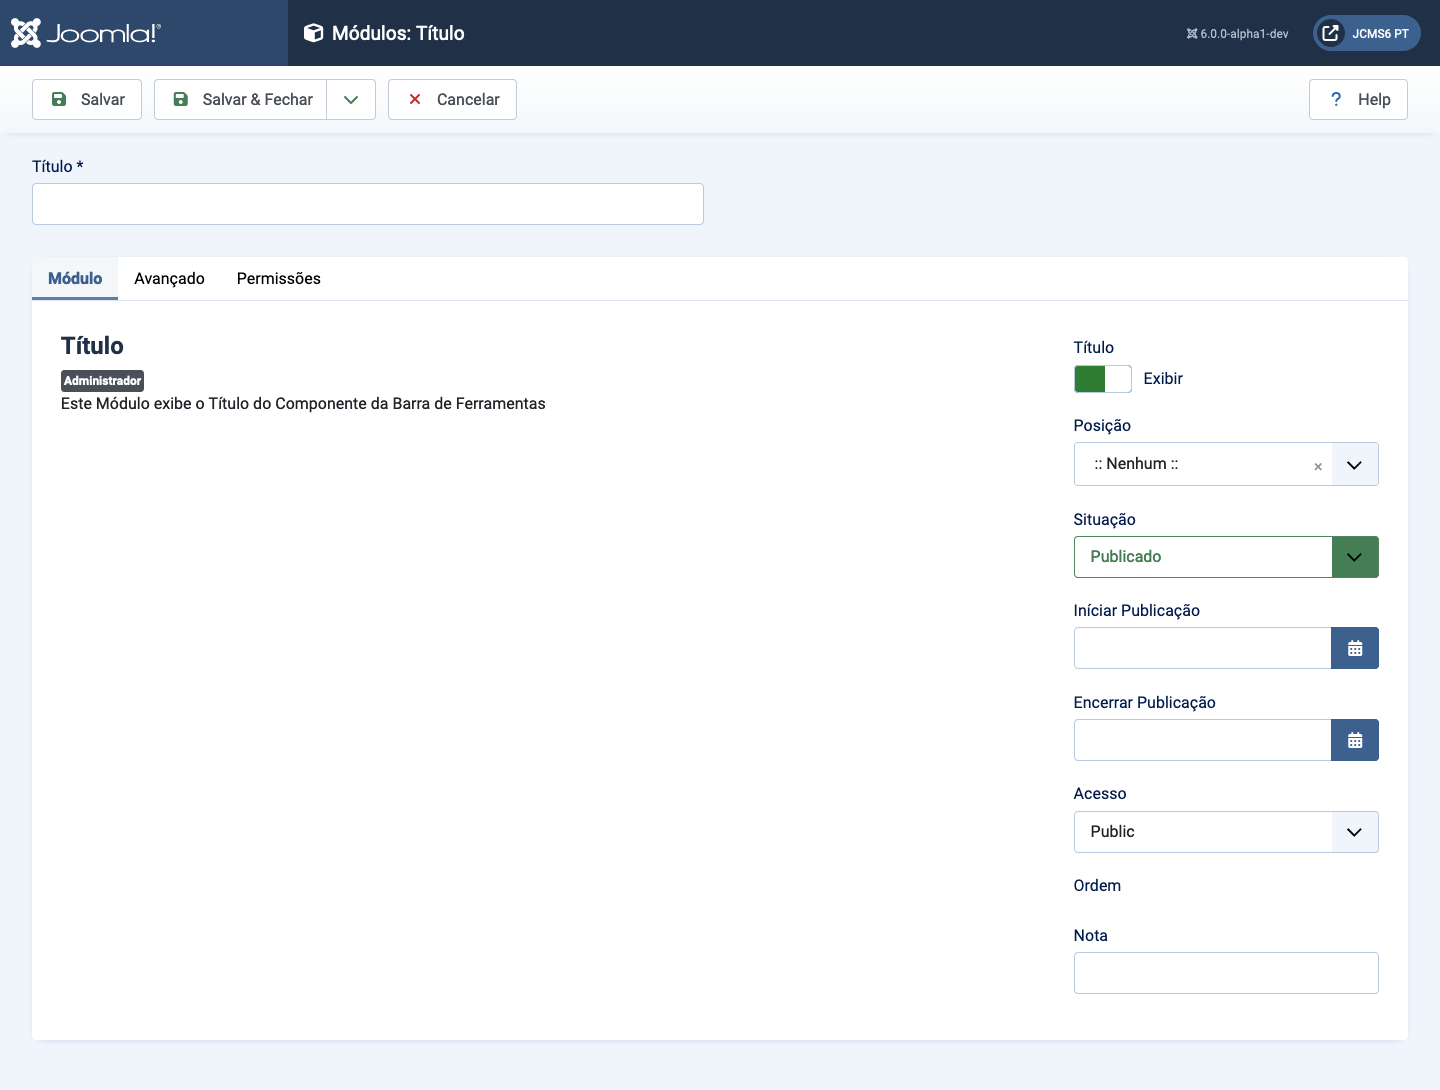 Joomla!®
Módulos: Título
6.0.0-alpha1-dev
JCMS6 PT
Salvar
Salvar & Fechar
Cancelar
? Help
Título *
Módulo
Avançado
Permissões
Título
Administrador
Este Módulo exibe o Título do Componente da Barra de Ferramentas
Título
Exibir
Posição
:: Nenhum ::
×
Situação
Publicado
Iníciar Publicação
Encerrar Publicação
Acesso
Public
Ordem
Nota